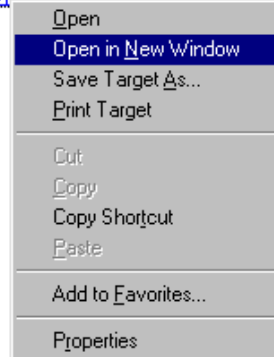 Open
Open in New Window
Save Target As...
Print Target
Cut
Copy
Copy Shortcut
Paste
Add to Favorites...
Properties